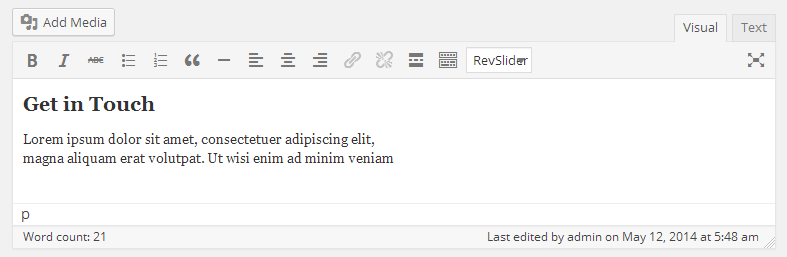 Add Media
Visual Text
B I ABC RevSlider
Get in Touch
Lorem ipsum dolor sit amet, consectetuer adipiscing elit,
magna aliquam erat volutpat. Ut wisi enim ad minim veniam
p
Word count: 21 Last edited by admin on May 12, 2014 at 5:48 am